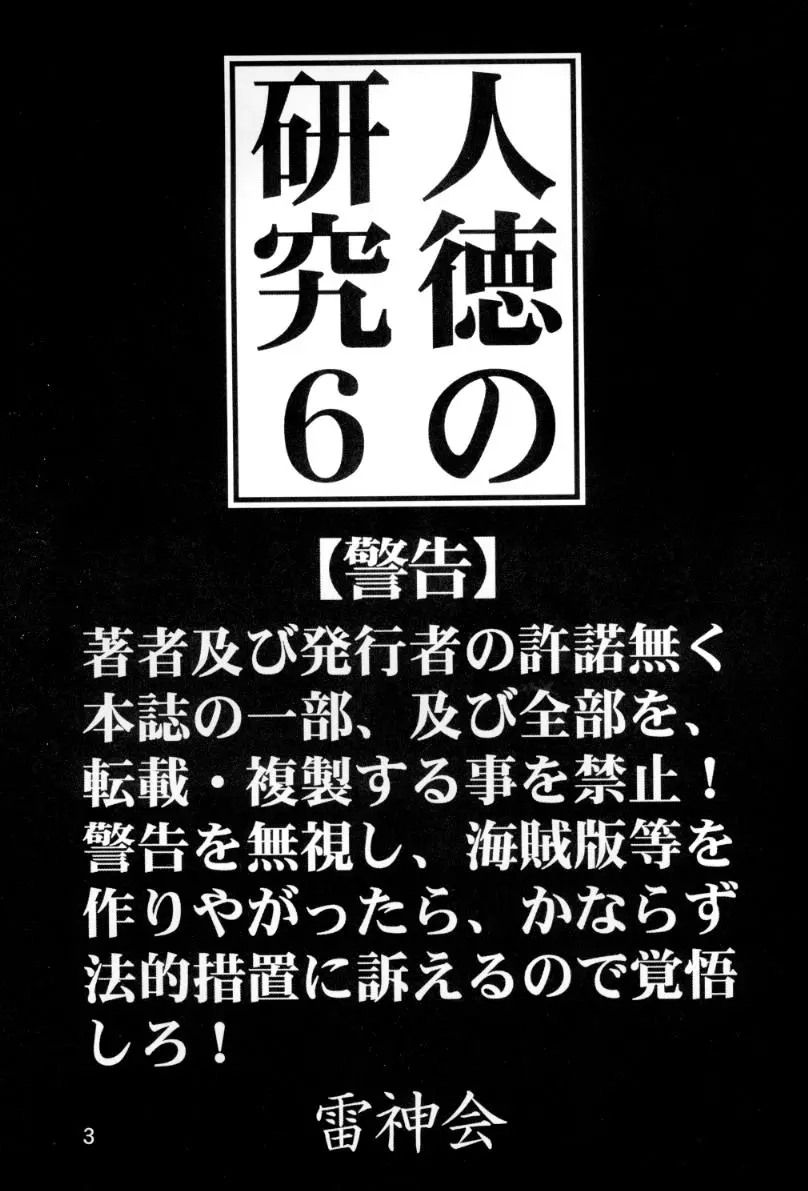 人徳の
研究6
【警告】
著者及び発行者の許諾無く
本誌の一部、及び全部を、
転載・複製する事を禁止！
警告を無視し、海賊版等を
作りやがったら、かならず
法的措置に訴えるので覚悟
しろ！
雷神会
3